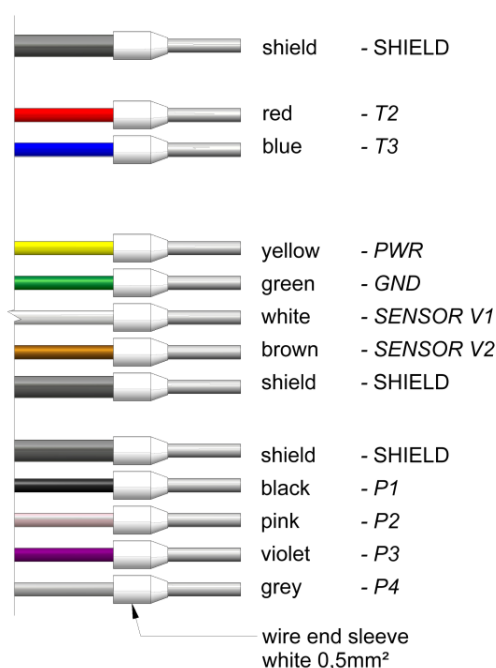 shield - SHIELD
red - T2
blue - T3
yellow - PWR
green - GND
white - SENSOR V1
brown - SENSOR V2
shield - SHIELD
shield - SHIELD
black - P1
pink - P2
violet - P3
grey - P4
wire end sleeve
white 0.5mm²